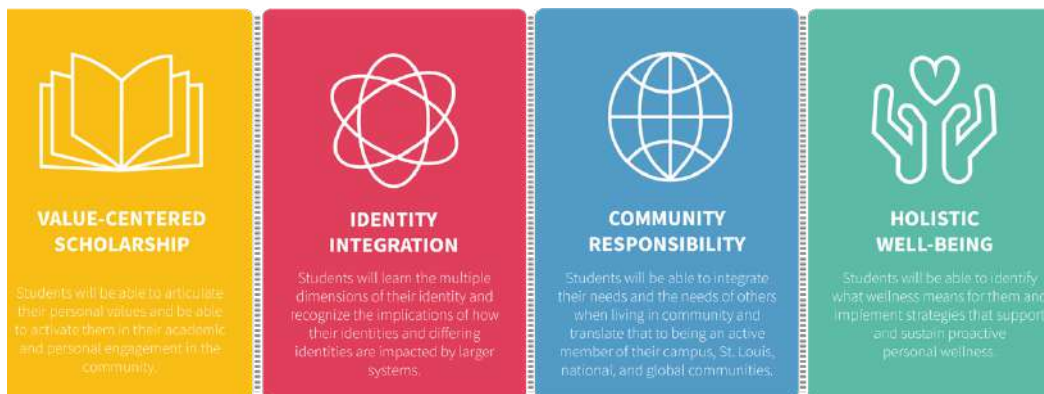 VALUE-CENTERED
SCHOLARSHIP
Students will be able to articulate
their personal values and be able
to activate them in their academic
and personal engagement in the
community.
IDENTITY
INTEGRATION
Students will learn the multiple
dimensions of their identity and
recognize the implications of how
their identities and differing
identities are impacted by larger
systems.
COMMUNITY
RESPONSIBILITY
Students will be able to integrate
their needs and the needs of others
when living in community and
translate that to being an active
member of their campus, St. Louis,
national, and global communities.
HOLISTIC
WELL-BEING
Students will be able to identify
what wellness means for them and
implement strategies that support
and sustain proactive
personal wellness.